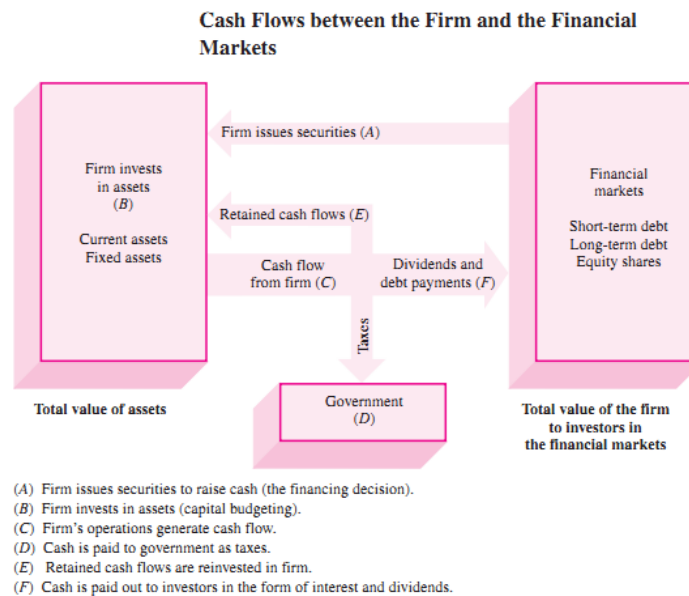 Cash Flows between the Firm and the Financial
Markets
Firm issues securities (A)
Firm invests
in assets
(B)
Current assets
Fixed assets
Financial
markets
Short-term debt
Long-term debt
Equity shares
Retained cash flows (E)
Cash flow
from firm (C)
Dividends and
debt payments (F)
Taxes
Government
(D)
Total value of assets
Total value of the firm
to investors in
the financial markets
(A) Firm issues securities to raise cash (the financing decision).
(B) Firm invests in assets (capital budgeting).
(C) Firm's operations generate cash flow.
(D) Cash is paid to government as taxes.
(E) Retained cash flows are reinvested in firm.
(F) Cash is paid out to investors in the form of interest and dividends.